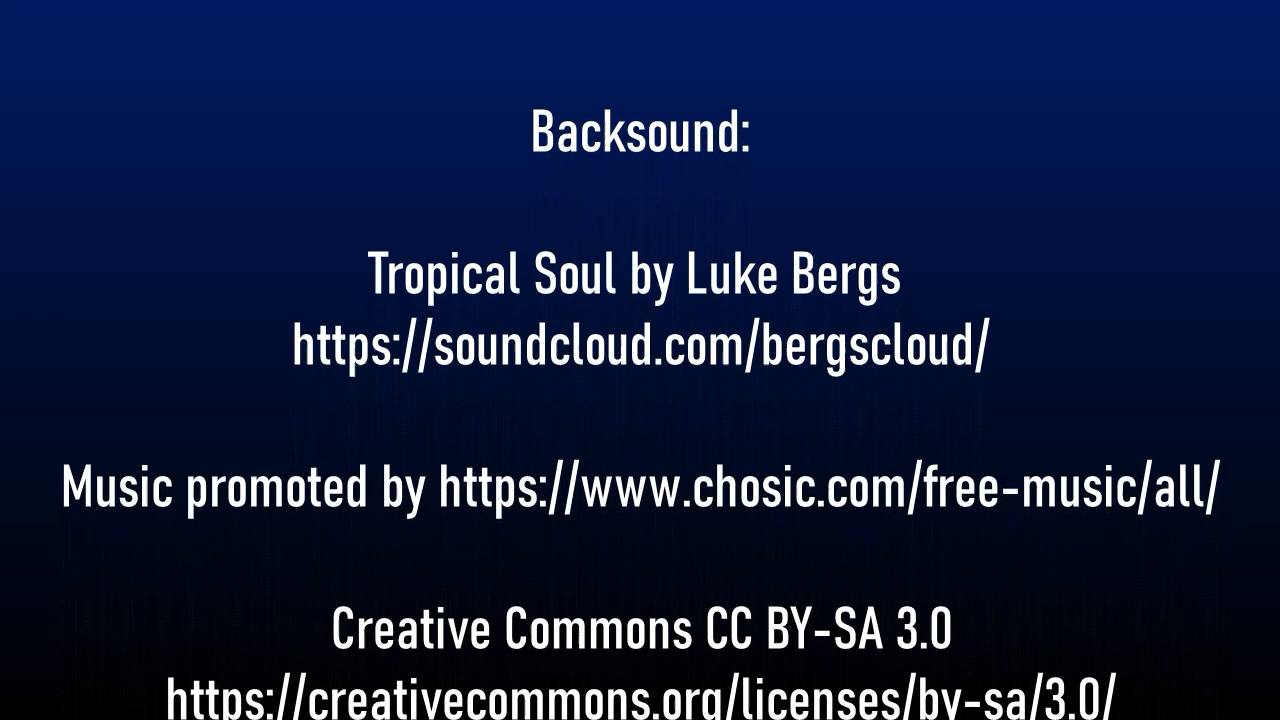 Backsound:
Tropical Soul by Luke Bergs
https://soundcloud.com/bergscloud/
Music promoted by https://www.chosic.com/free-music/all/
Creative Commons CC BY-SA 3.0
https://creativecommons.org/licenses/by-sa/3.0/